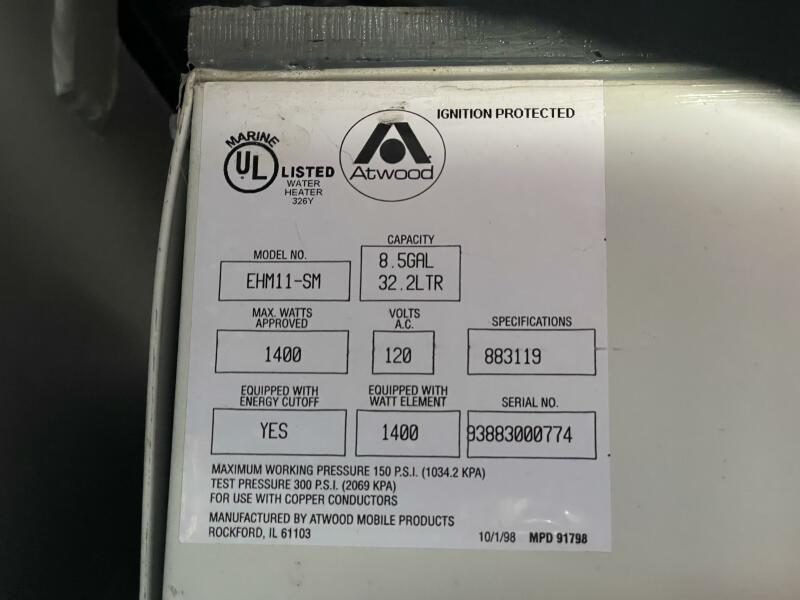 IGNITION PROTECTED
MARINE
UL
LISTED
WATER
HEATER
326Y
Atwood
MODEL NO.
EHM11-SM
CAPACITY
8.5GAL
32.2LTR
MAX. WATTS
APPROVED
1400
VOLTS
A.C.
120
SPECIFICATIONS
883119
EQUIPPED WITH
ENERGY CUTOFF
YES
EQUIPPED WITH
WATT ELEMENT
1400
SERIAL NO.
93883000774
MAXIMUM WORKING PRESSURE 150 P.S.I. (1034.2 KPA)
TEST PRESSURE 300 P.S.I. (2069 KPA)
FOR USE WITH COPPER CONDUCTORS
MANUFACTURED BY ATWOOD MOBILE PRODUCTS
ROCKFORD, IL 61103
10/1/98 MPD 91798